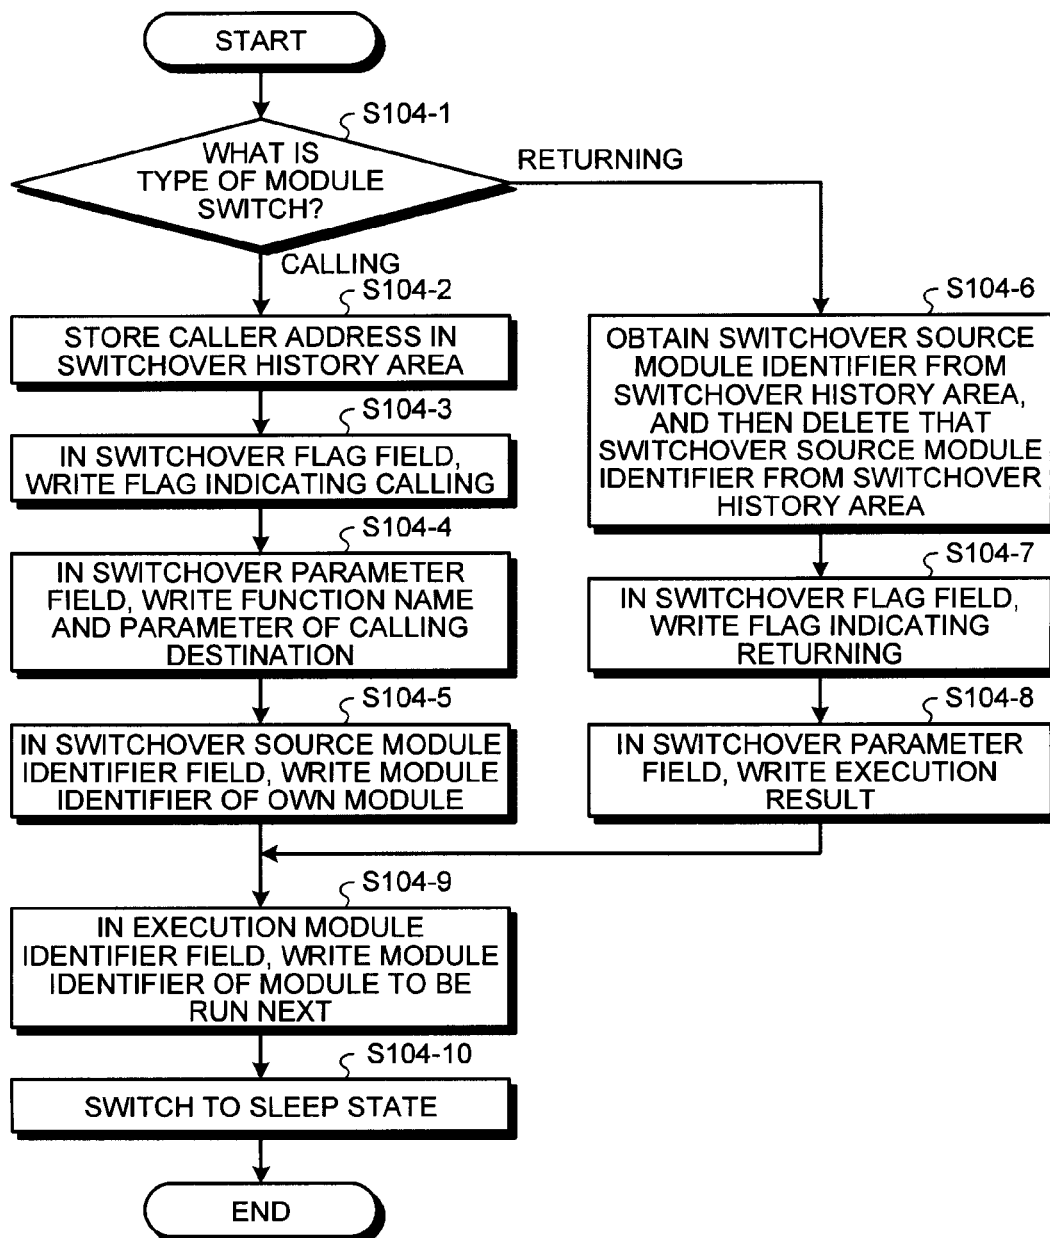 START
S104-1
WHAT IS
TYPE OF MODULE
SWITCH?
RETURNING
CALLING
S104-2
STORE CALLER ADDRESS IN
SWITCHOVER HISTORY AREA
S104-3
IN SWITCHOVER FLAG FIELD,
WRITE FLAG INDICATING CALLING
S104-4
IN SWITCHOVER PARAMETER
FIELD, WRITE FUNCTION NAME
AND PARAMETER OF CALLING
DESTINATION
S104-5
IN SWITCHOVER SOURCE MODULE
IDENTIFIER FIELD, WRITE MODULE
IDENTIFIER OF OWN MODULE
S104-6
OBTAIN SWITCHOVER SOURCE
MODULE IDENTIFIER FROM
SWITCHOVER HISTORY AREA,
AND THEN DELETE THAT
SWITCHOVER SOURCE MODULE
IDENTIFIER FROM SWITCHOVER
HISTORY AREA
S104-7
IN SWITCHOVER FLAG FIELD,
WRITE FLAG INDICATING
RETURNING
S104-8
IN SWITCHOVER PARAMETER
FIELD, WRITE EXECUTION
RESULT
S104-9
IN EXECUTION MODULE
IDENTIFIER FIELD, WRITE MODULE
IDENTIFIER OF MODULE TO BE
RUN NEXT
S104-10
SWITCH TO SLEEP STATE
END